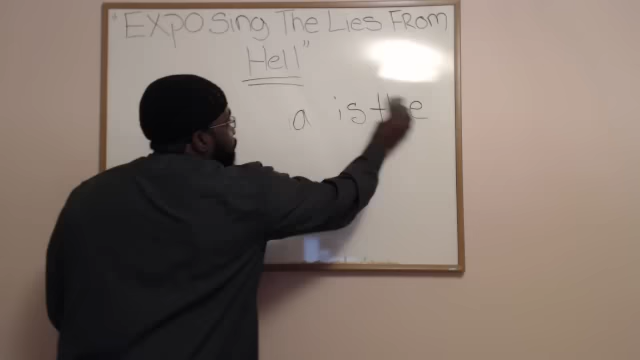 "EXPOSing The Lies FRom
Hell"
a is the